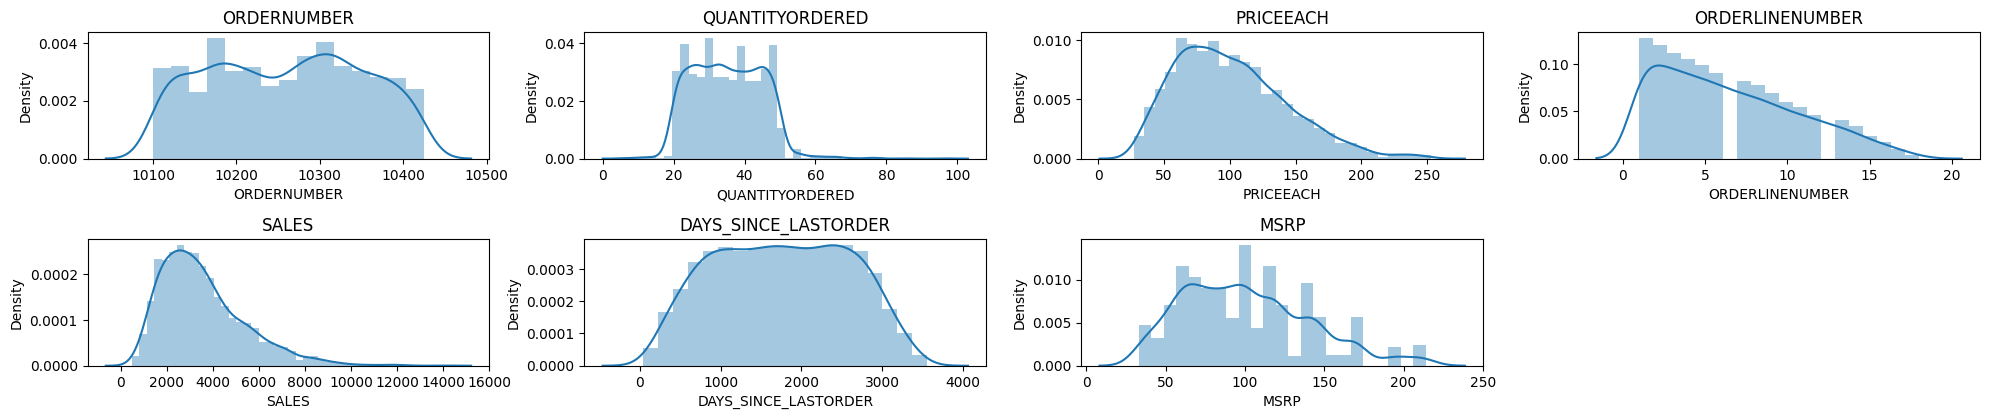 ORDERNUMBER
QUANTITYORDERED
PRICEEACH
ORDERLINENUMBER
Density
0.004
0.002
0.000
10100 10200 10300 10400 10500
ORDERNUMBER
Density
0.04
0.02
0.00
0 20 40 60 80 100
QUANTITYORDERED
Density
0.010
0.005
0.000
0 50 100 150 200 250
PRICEEACH
Density
0.10
0.05
0.00
0 5 10 15 20
ORDERLINENUMBER
SALES
DAYS_SINCE_LASTORDER
MSRP
Density
0.0002
0.0001
0.0000
0 2000 4000 6000 8000 10000 12000 14000 16000
SALES
Density
0.0003
0.0002
0.0001
0.0000
0 1000 2000 3000 4000
DAYS_SINCE_LASTORDER
Density
0.010
0.005
0.000
0 50 100 150 200 250
MSRP